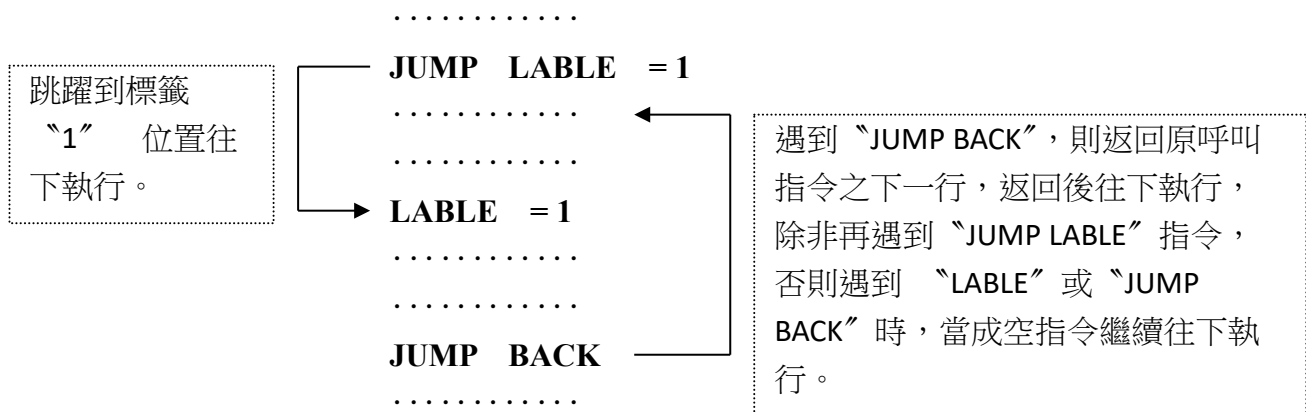 ............
JUMP LABLE = 1
............
............
LABLE = 1
............
............
JUMP BACK
............
跳躍到標籤
〝1〞 位置往
下執行。
遇到〝JUMP BACK〞,則返回原呼叫
指令之下一行,返回後往下執行,
除非再遇到〝JUMP LABLE〞指令,
否則遇到 〝LABLE〞或〝JUMP
BACK〞時,當成空指令繼續往下執
行。